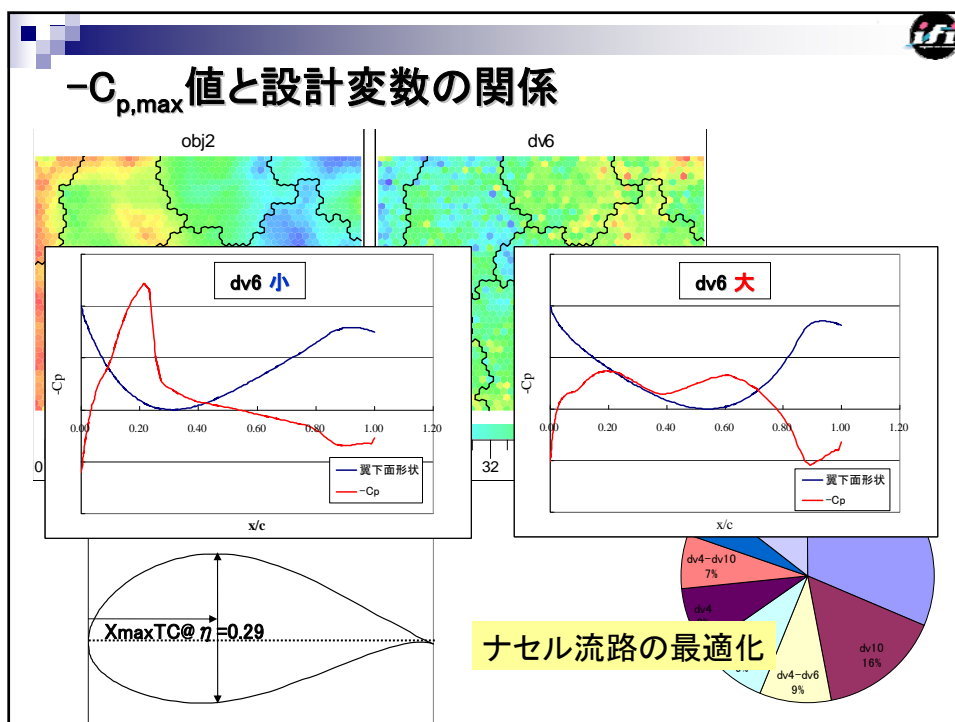 ifi
-Cp,max値と設計変数の関係
obj2
dv6
dv6 小
-Cp
0.00
0.20
0.40
0.60
0.80
1.00
1.20
翼下面形状
-Cp
x/c
dv6 大
-Cp
0.00
0.20
0.40
0.60
0.80
1.00
1.20
翼下面形状
-Cp
x/c
0
32
XmaxTC@η=0.29
ナセル流路の最適化
dv4-dv10
7%
dv4
dv4-dv6
9%
dv10
16%